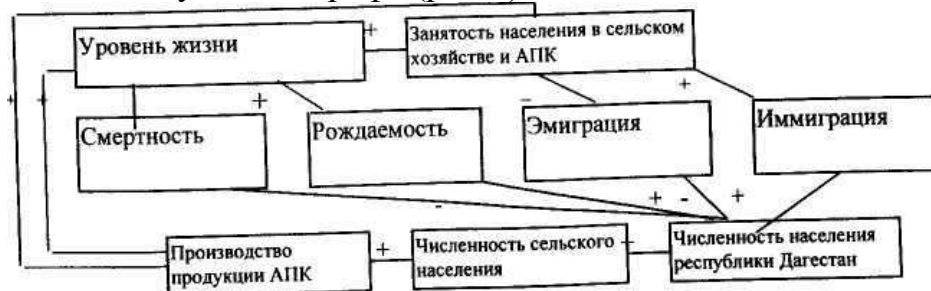 +
Уровень жизни
+
Занятость населения в сельском
хозяйстве и АПК
+ +
+
-
+
Смертность
Рождаемость
Эмиграция
Иммиграция
-
+ - +
Производство
продукции АПК
+
Численность сельского
населения
+
Численность населения
республики Дагестан